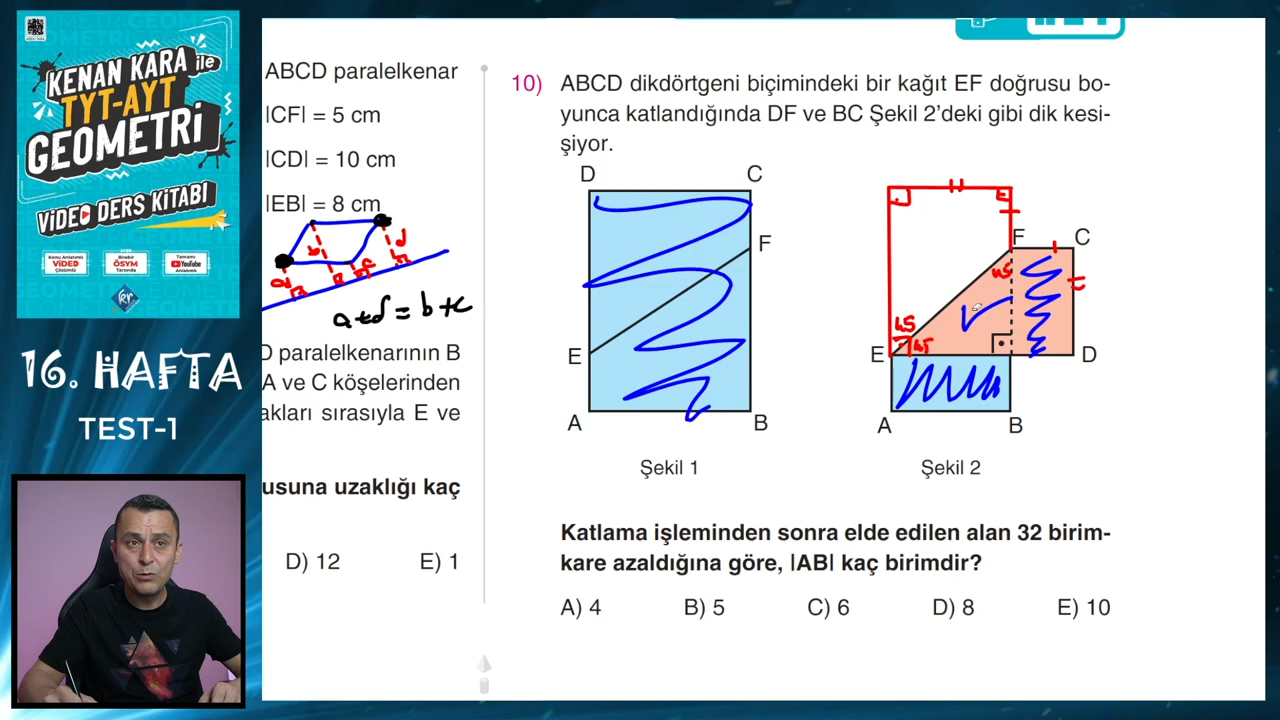 KENAN KARA ile
TYT-AYT
GEOMETRİ
VİDEO DERS KİTABI
Konu Anlatımlı
VİDEO
Çözümlü
Birebir
ÖSYM
Tarzında
Tamamı
YouTube
Anlatımlı
16. HAFTA
TEST-1
ABCD paralelkenar
|CF| = 5 cm
|CD| = 10 cm
|EB| = 8 cm
a+d = b+c
D paralelkenarının B
A ve C köşelerinden
akları sırasıyla E ve
usuna uzaklığı kaç
D) 12 E) 1
10) ABCD dikdörtgeni biçimindeki bir kağıt EF doğrusu bo-
yunca katlandığında DF ve BC Şekil 2'deki gibi dik kesi-
şiyor.
D C
F
E
A B
Şekil 1
F C
45
45
45
E D
A B
Şekil 2
Katlama işleminden sonra elde edilen alan 32 birim-
kare azaldığına göre, |AB| kaç birimdir?
A) 4 B) 5 C) 6 D) 8 E) 10